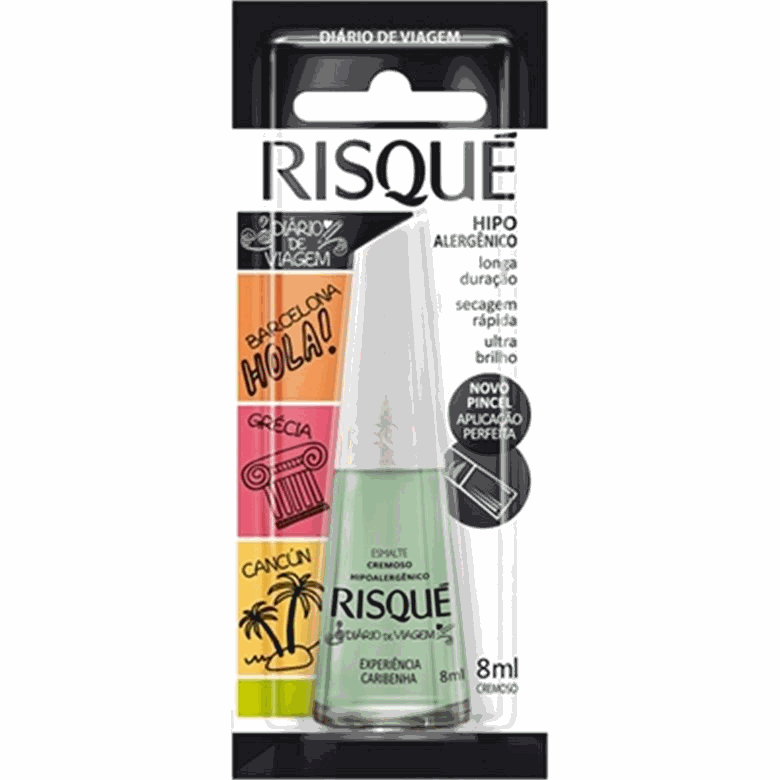 DIÁRIO DE VIAGEM
RISQUÉ
DIÁRIO
DE
VIAGEM
HIPO
ALERGÊNICO
longa
duração
secagem
rápida
ultra
brilho
NOVO
PINCEL
APLICAÇÃO
PERFEITA
BARCELONA
HOLA!
GRÉCIA
CANCÚN
ESMALTE
CREMOSO
HIPOALERGÊNICO
RISQUÉ
DIÁRIO DE VIAGEM
EXPERIÊNCIA
CARIBENHA
8ml
8ml
CREMOSO